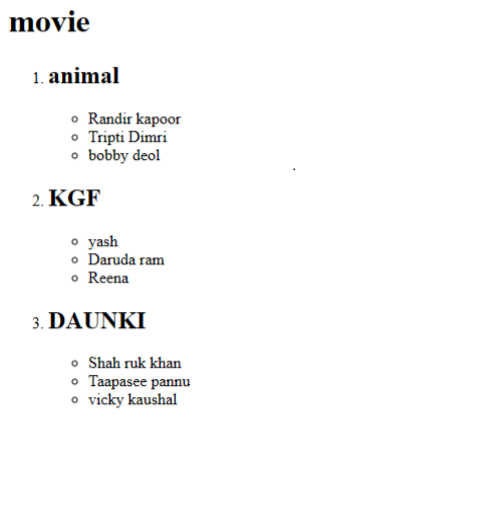 movie
1. animal
Randir kapoor
Tripti Dimri
bobby deol
2. KGF
yash
Daruda ram
Reena
3. DAUNKI
Shah ruk khan
Taapasee pannu
vicky kaushal